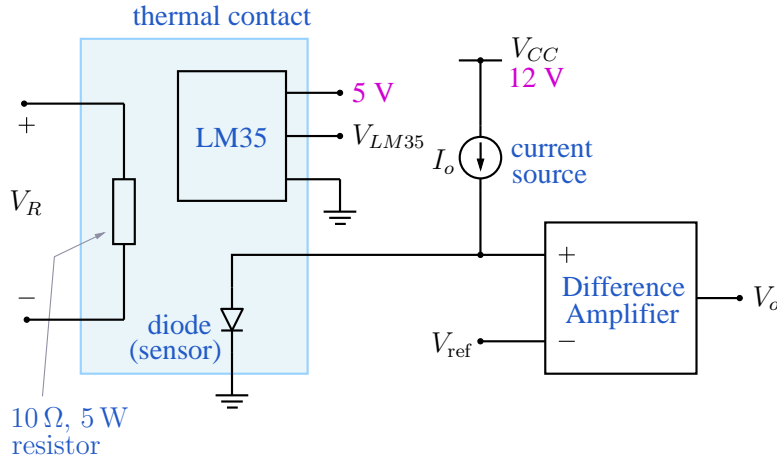 thermal contact
V_CC
12 V
5 V
LM35
V_LM35
+
V_R
−
I_o
current
source
+
Difference
Amplifier
−
V_o
V_ref
diode
(sensor)
10 Ω, 5 W
resistor